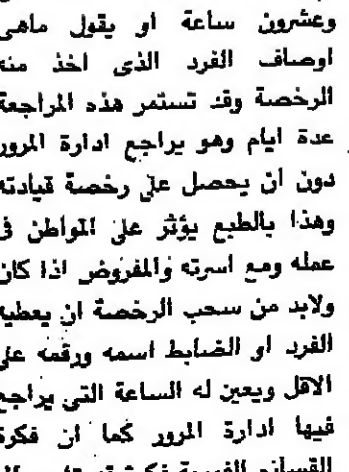 وعشرون ساعة او يقول ماهى
اوصاف الفرد الذى اخذ منه
الرخصة وقد تستمر هذه المراجعة
عدة ايام وهو يراجع ادارة المرور
دون ان يحصل على رخصة قيادته
وهذا بالطبع يؤثر على المواطن فى
عمله ومع اسرته والمفروض اذا كان
ولابد من سحب الرخصة ان يعطيه
الفرد او الضابط اسمه ورقمه على
الاقل ويعين له الساعة التي يراجع
فيها ادارة المرور كما ان فكرة